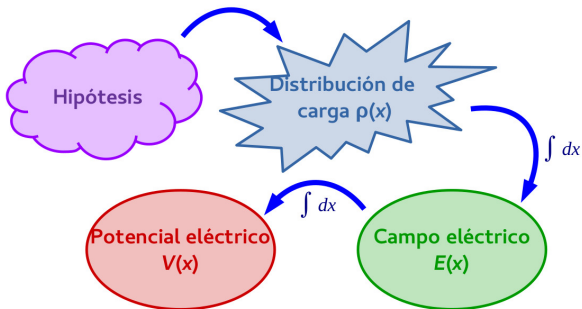 Hipótesis
Distribución de
carga ρ(x)
∫ dx
Campo eléctrico
E(x)
∫ dx
Potencial eléctrico
V(x)